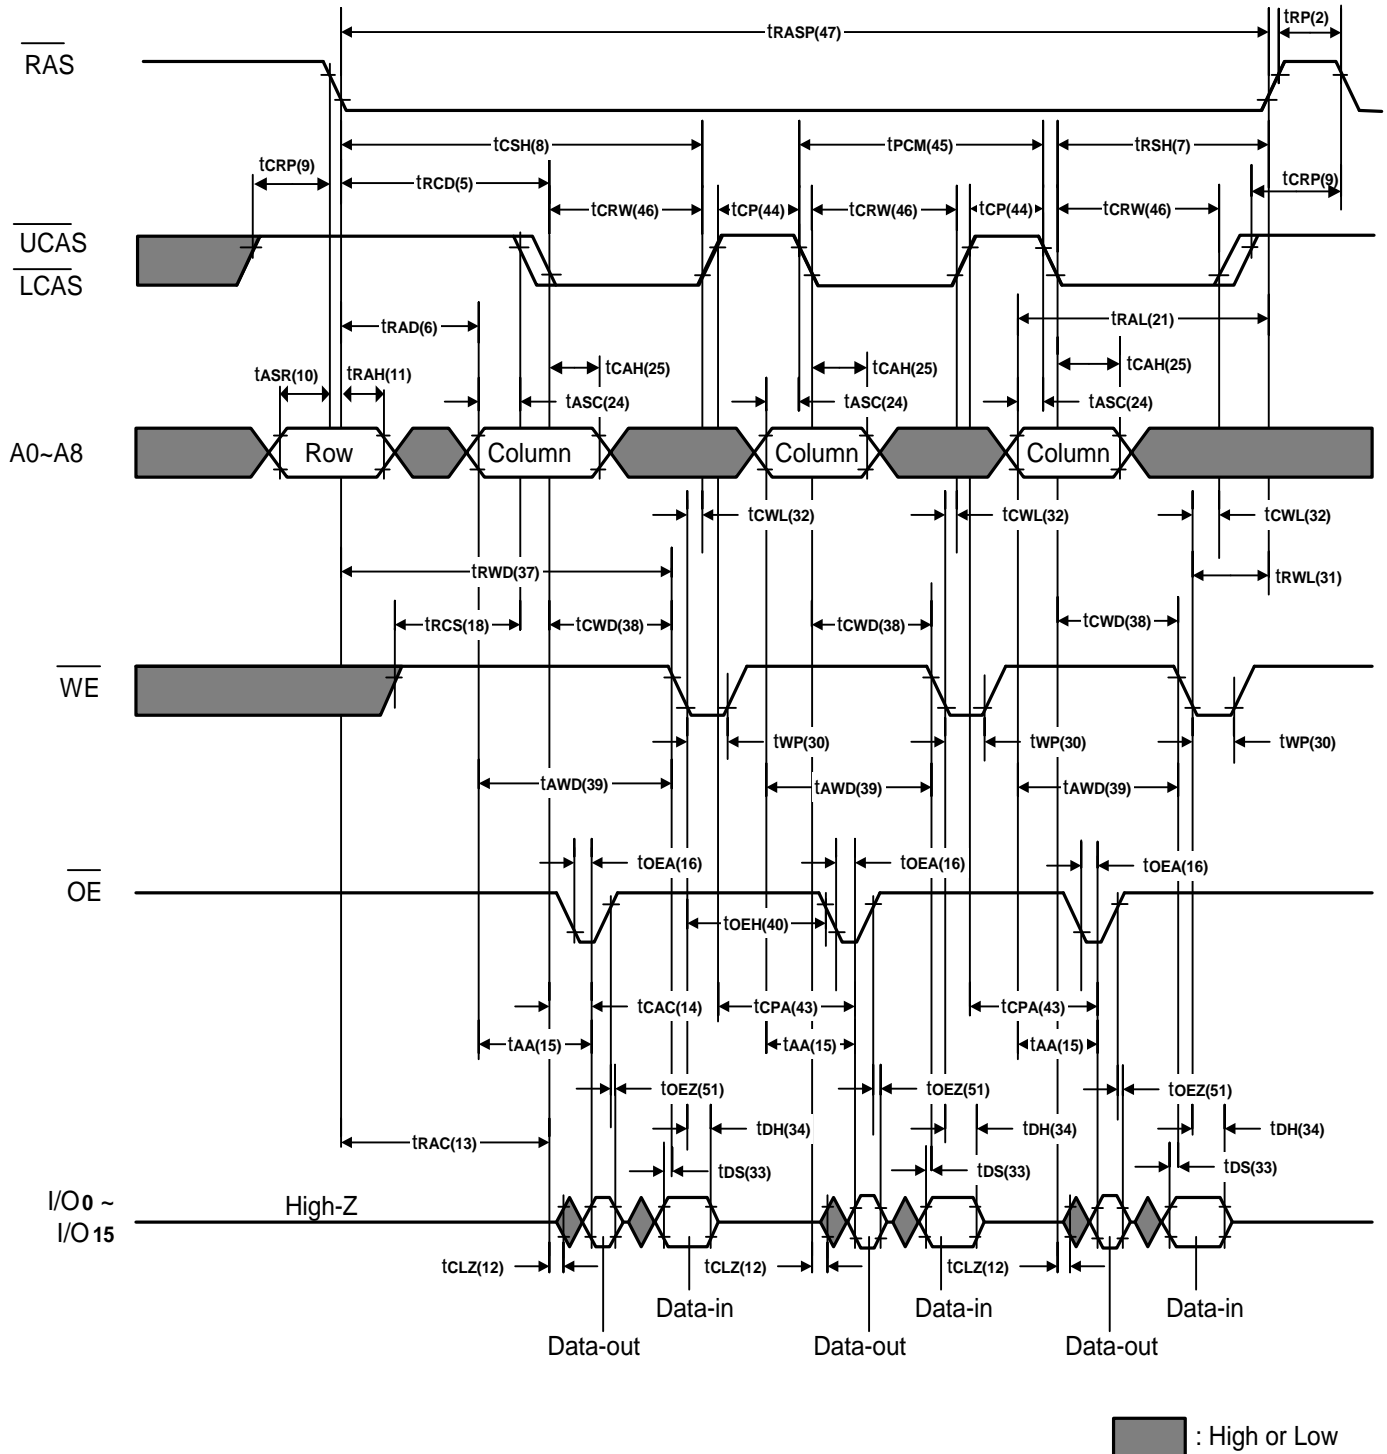 tRASP(47) tRP(2)
RAS
tCSH(8) tPCM(45) tRSH(7)
tCRP(9) tRCD(5) tCRP(9)
tCRW(46) tCP(44) tCRW(46) tCP(44) tCRW(46)
UCAS
LCAS
tRAD(6) tRAL(21)
tASR(10) tRAH(11) tCAH(25) tCAH(25) tCAH(25)
tASC(24) tASC(24) tASC(24)
A0~A8 Row Column Column Column
tCWL(32) tCWL(32) tCWL(32)
tRWD(37) tRWL(31)
tRCS(18) tCWD(38) tCWD(38) tCWD(38)
WE
tWP(30) tWP(30) tWP(30)
tAWD(39) tAWD(39) tAWD(39)
tOEA(16) tOEA(16) tOEA(16)
OE
tOEH(40)
tCAC(14) tCPA(43) tCPA(43)
tAA(15) tAA(15) tAA(15)
tOEZ(51) tOEZ(51) tOEZ(51)
tRAC(13) tDH(34) tDH(34) tDH(34)
tDS(33) tDS(33) tDS(33)
I/O0 ~ High-Z
I/O15
tCLZ(12) tCLZ(12) tCLZ(12)
Data-in Data-in Data-in
Data-out Data-out Data-out
: High or Low